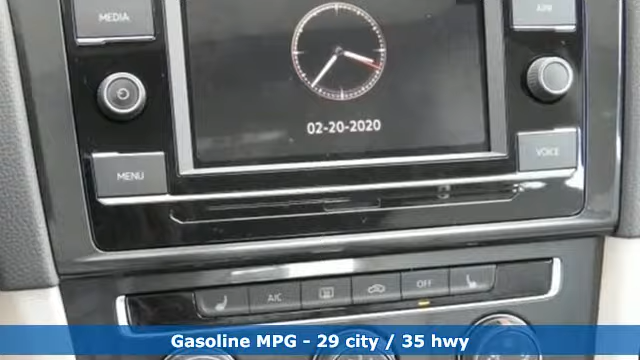 MEDIA
APP
02-20-2020
MENU
VOICE
A/C
OFF
Gasoline MPG - 29 city / 35 hwy